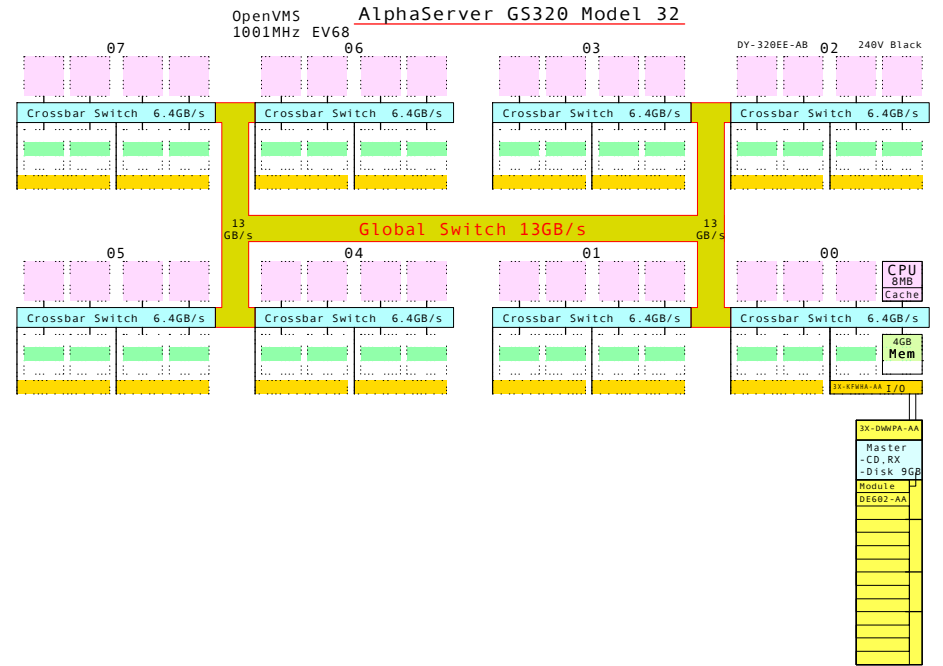 OpenVMS
1001MHz EV68
AlphaServer GS320 Model 32
07
06
03
DY-320EE-AB
02
240V Black
Crossbar Switch 6.4GB/s
Crossbar Switch 6.4GB/s
Crossbar Switch 6.4GB/s
Crossbar Switch 6.4GB/s
13
GB/s
Global Switch 13GB/s
13
GB/s
05
04
01
00
CPU
8MB
Cache
Crossbar Switch 6.4GB/s
Crossbar Switch 6.4GB/s
Crossbar Switch 6.4GB/s
Crossbar Switch 6.4GB/s
4GB
Mem
3X-KFWHA-AA I/O
3X-DWWPA-AA
Master
-CD,RX
-Disk 9GB
Module
DE602-AA